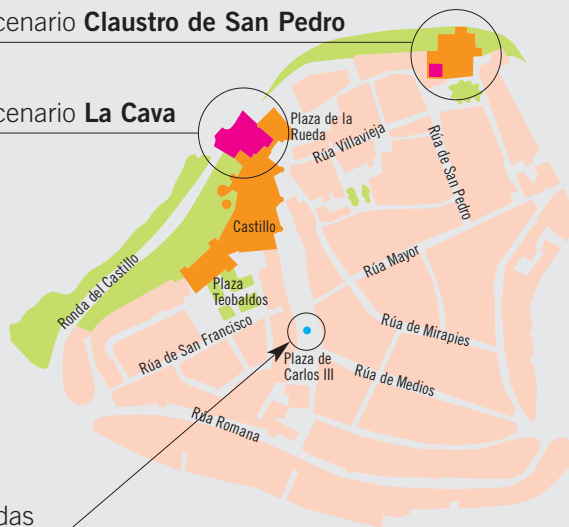 cenario Claustro de San Pedro
cenario La Cava
Plaza de la
Rueda
Rúa Villavieja
Rúa de San Pedro
Castillo
Rúa Mayor
Ronda del Castillo
Plaza
Teobaldos
Rúa de San Francisco
Rúa de Mirapies
Plaza de
Carlos III
Rúa de Medios
Rúa Romana
das